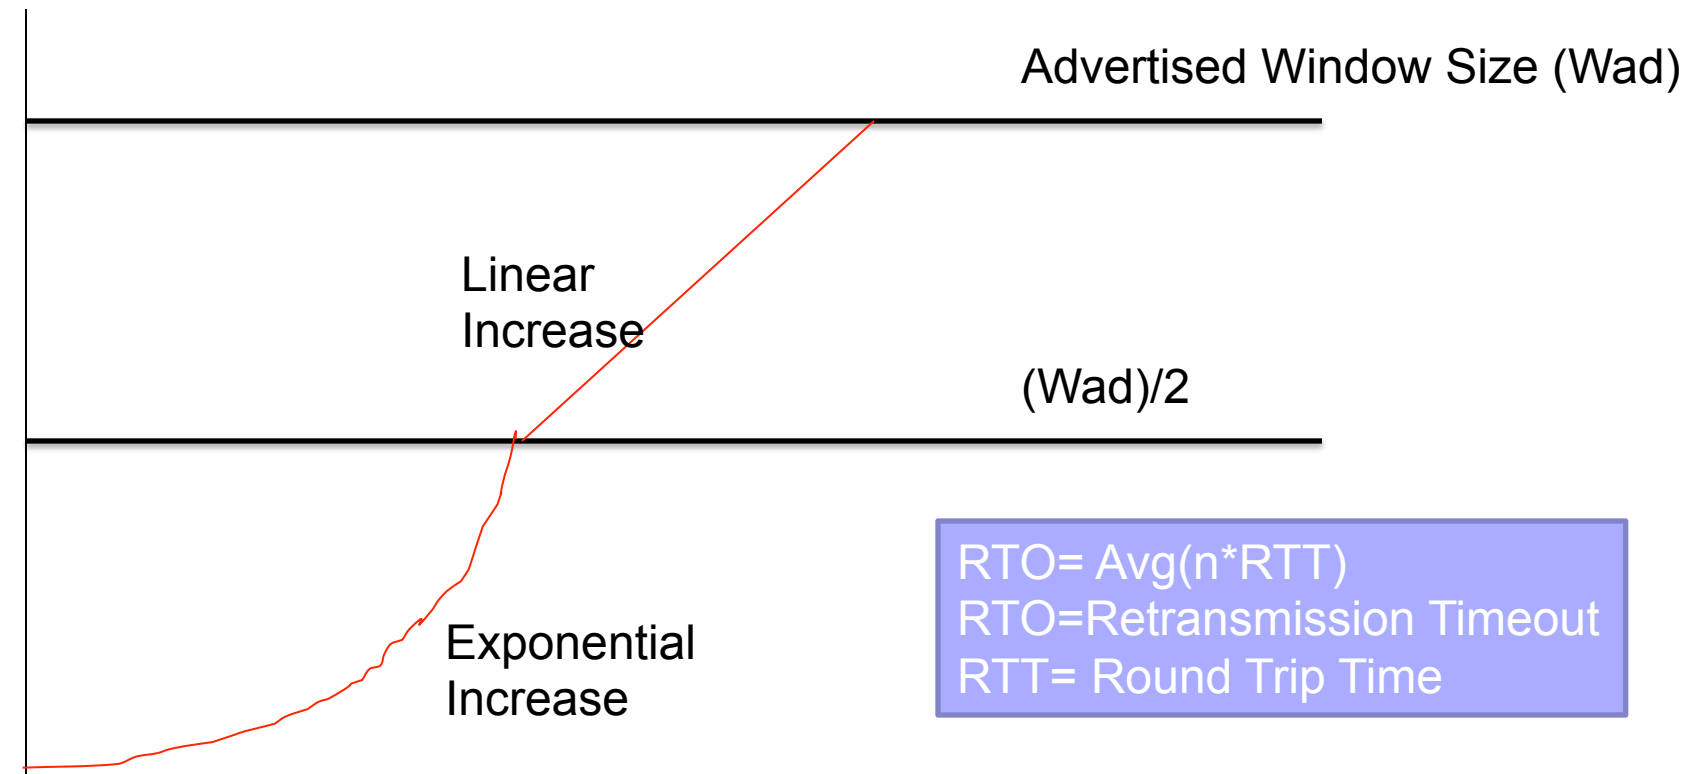 Advertised Window Size (Wad)
Linear
Increase
(Wad)/2
RTO= Avg(n*RTT)
RTO=Retransmission Timeout
RTT= Round Trip Time
Exponential
Increase